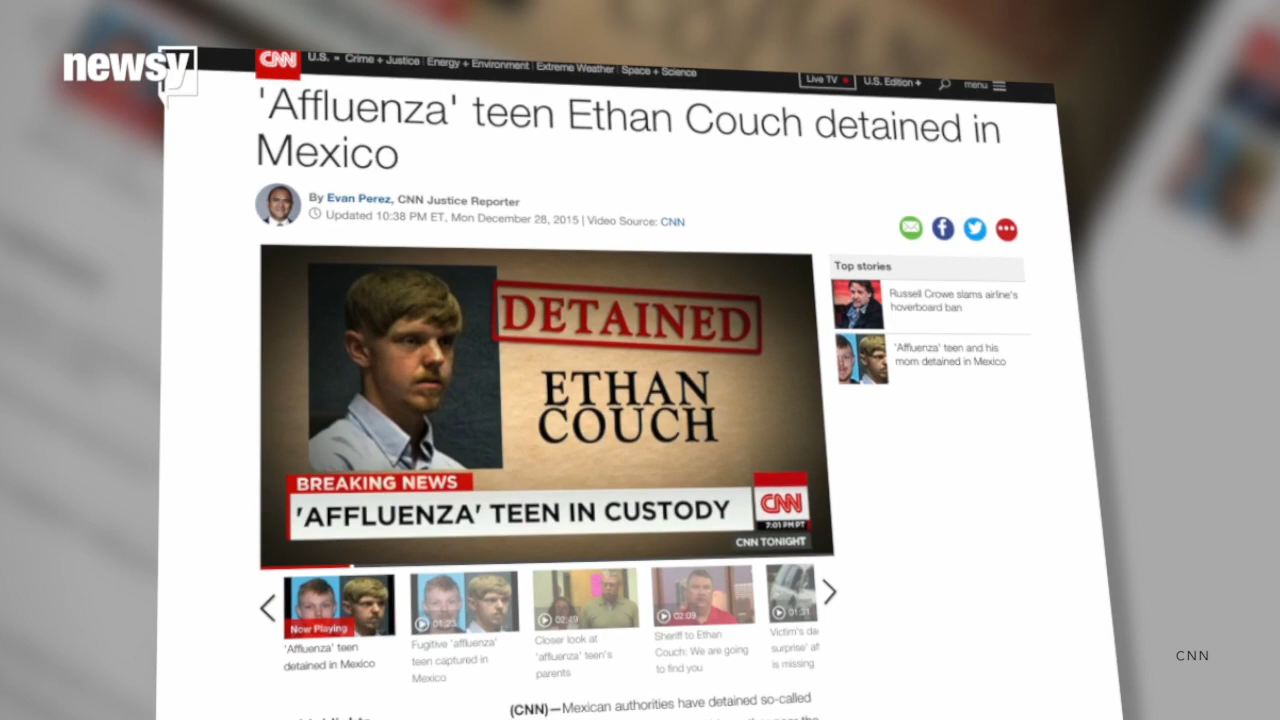 newsy
CNN
U.S. + Crime + Justice Energy + Environment Extreme Weather Space + Science
Live TV
U.S. Edition +
menu
'Affluenza' teen Ethan Couch detained in
Mexico
By Evan Perez, CNN Justice Reporter
Updated 10:38 PM ET, Mon December 28, 2015 | Video Source: CNN
DETAINED
ETHAN
COUCH
BREAKING NEWS
'AFFLUENZA' TEEN IN CUSTODY
CNN
7:01 PM PT
CNN TONIGHT
Top stories
Russell Crowe slams airline's
hoverboard ban
'Affluenza' teen and his
mom detained in Mexico
Now Playing
'Affluenza' teen
detained in Mexico
01:23
Fugitive 'affluenza'
teen captured in
Mexico
02:49
Closer look at
'affluenza' teen's
parents
02:09
Sheriff to Ethan
Couch: We are going
to find you
01:31
Victim's da
surprise' af
is missing
(CNN)—Mexican authorities have detained so-called
CNN